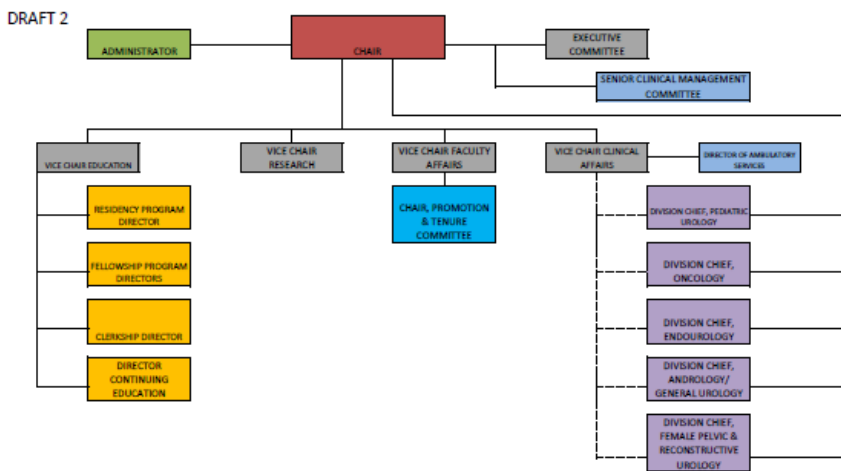 DRAFT 2
ADMINISTRATOR
CHAIR
EXECUTIVE
COMMITTEE
SENIOR CLINICAL MANAGEMENT
COMMITTEE
VICE CHAIR EDUCATION
VICE CHAIR
RESEARCH
VICE CHAIR FACULTY
AFFAIRS
VICE CHAIR CLINICAL
AFFAIRS
DIRECTOR OF AMBULATORY
SERVICES
RESIDENCY PROGRAM
DIRECTOR
CHAIR, PROMOTION
& TENURE
COMMITTEE
DIVISION CHIEF, PEDIATRIC
UROLOGY
FELLOWSHIP PROGRAM
DIRECTORS
DIVISION CHIEF,
ONCOLOGY
CLERKSHIP DIRECTOR
DIVISION CHIEF,
ENDOUROLOGY
DIRECTOR
CONTINUING
EDUCATION
DIVISION CHIEF,
ANDROLOGY/
GENERAL UROLOGY
DIVISION CHIEF,
FEMALE PELVIC &
RECONSTRUCTIVE
UROLOGY